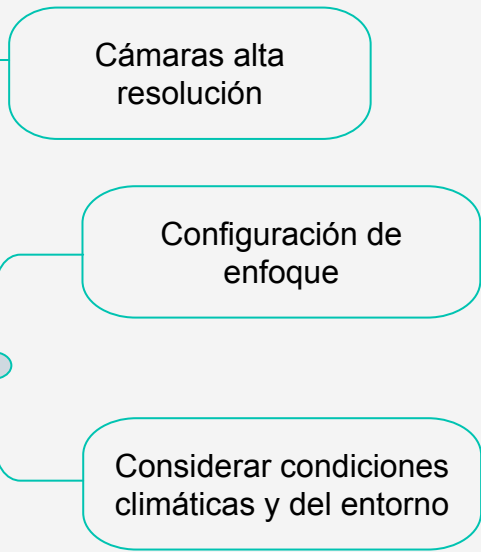 Cámaras alta
resolución
Configuración de
enfoque
Considerar condiciones
climáticas y del entorno